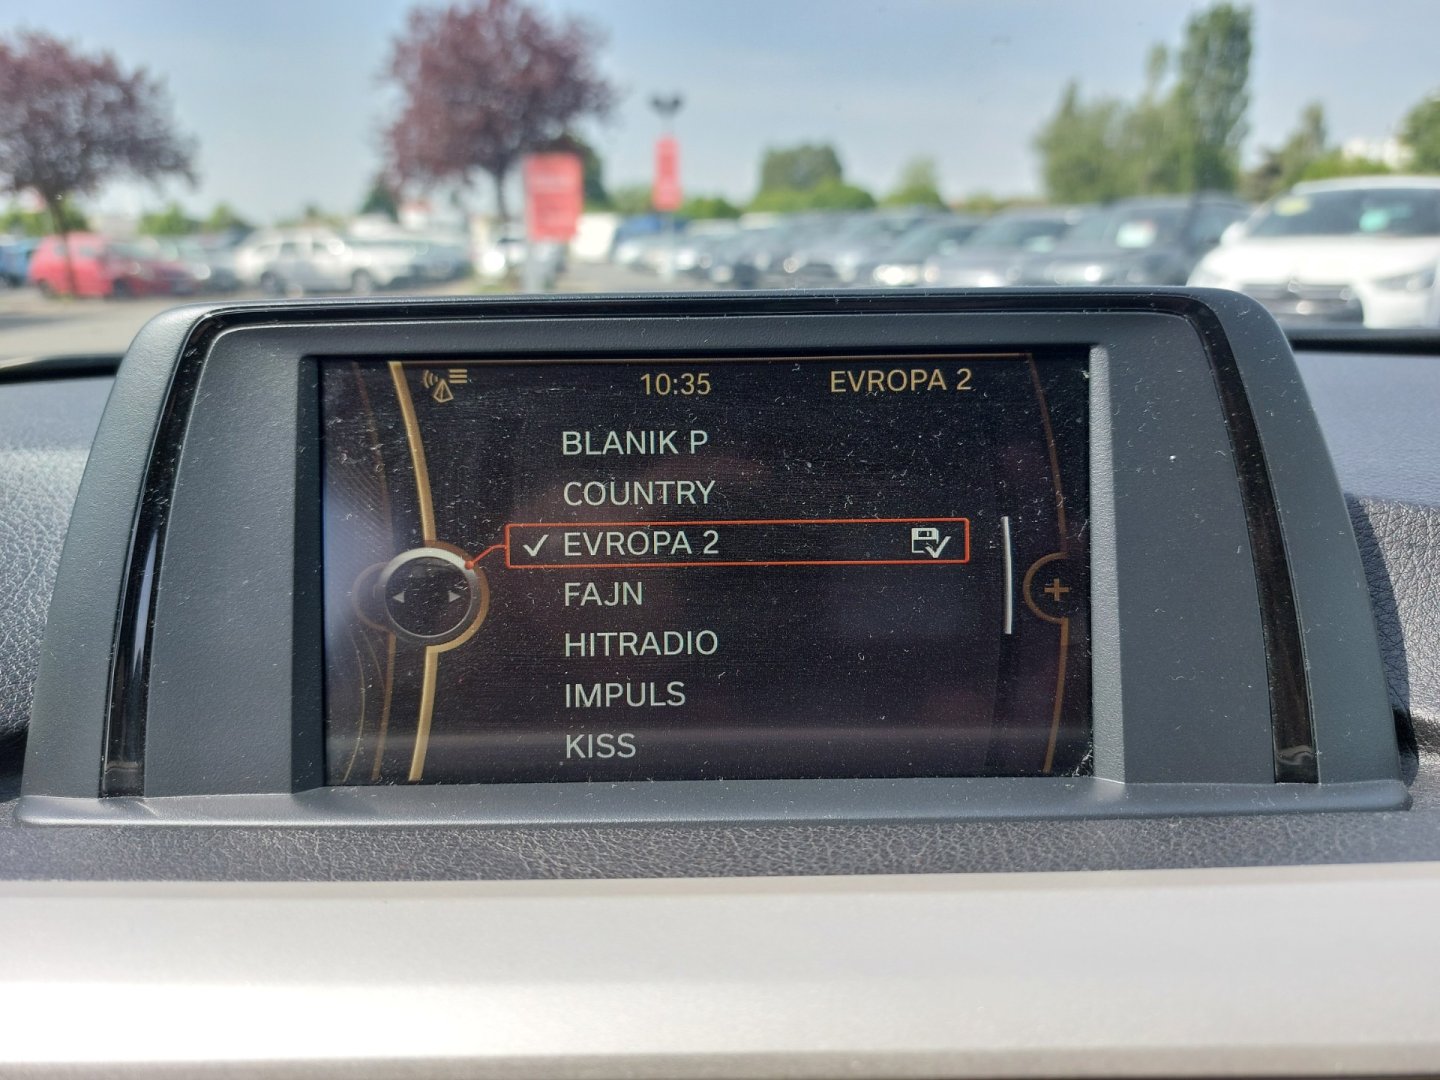 10:35 EVROPA 2
BLANIK P
COUNTRY
EVROPA 2
FAJN
HITRADIO
IMPULS
KISS